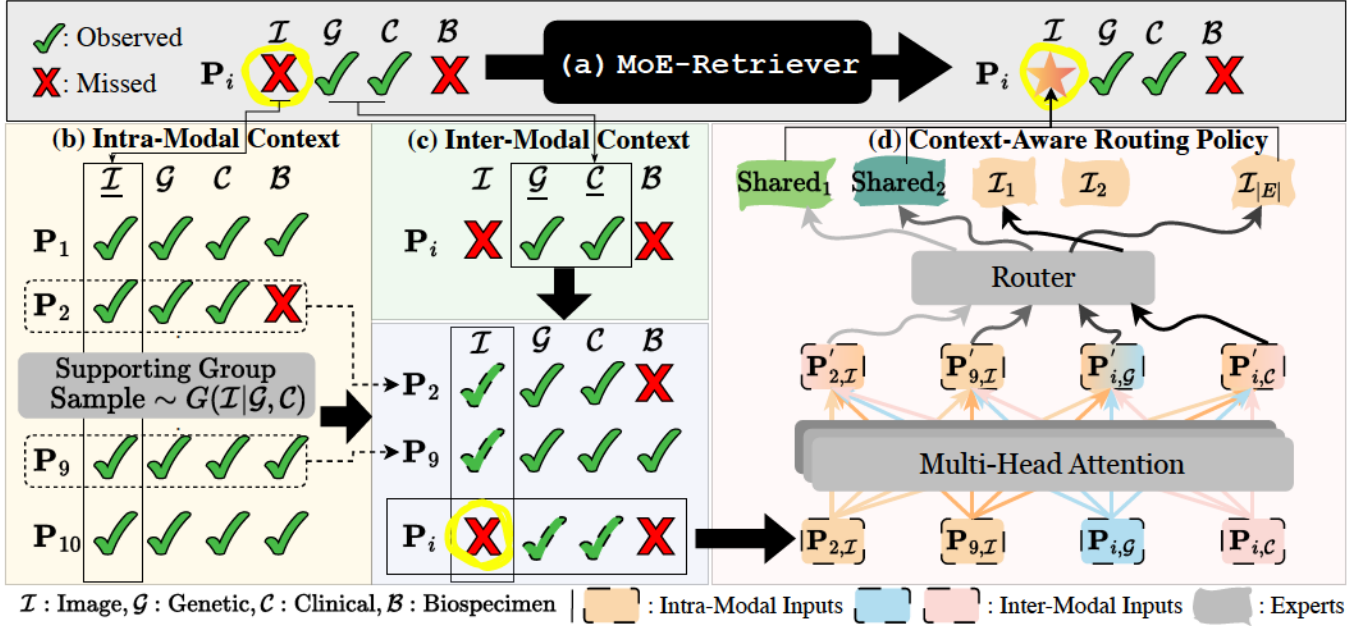 ℐ 𝒢 𝒞 ℬ
: Observed
: Missed
P_i
(a) MoE-Retriever
ℐ 𝒢 𝒞 ℬ
P_i
(b) Intra-Modal Context
ℐ 𝒢 𝒞 ℬ
P_1
P_2
Supporting Group
Sample ~ G(ℐ|𝒢, 𝒞)
P_9
P_10
(c) Inter-Modal Context
ℐ 𝒢 𝒞 ℬ
P_i
ℐ 𝒢 𝒞 ℬ
P_2
P_9
P_i
(d) Context-Aware Routing Policy
Shared_1 Shared_2 ℐ_1 ℐ_2 ℐ_|E|
Router
P'_2,ℐ P'_9,ℐ P'_i,𝒢 P'_i,𝒞
Multi-Head Attention
P_2,ℐ P_9,ℐ P_i,𝒢 P_i,𝒞
ℐ : Image, 𝒢 : Genetic, 𝒞 : Clinical, ℬ : Biospecimen | : Intra-Modal Inputs : Inter-Modal Inputs : Experts